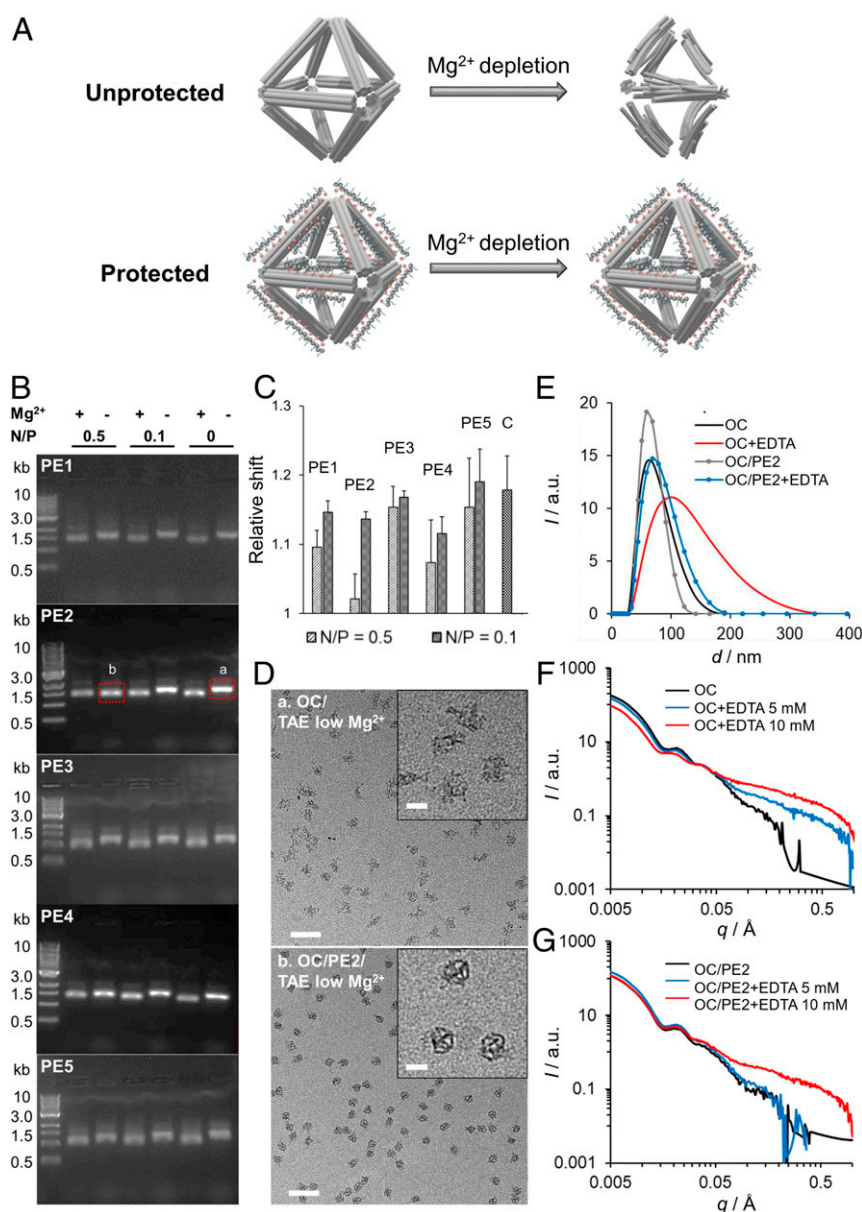 A
Unprotected
Mg2+ depletion
Protected
Mg2+ depletion
B
Mg2+ + - + - + -
N/P 0.5 0.1 0
kb PE1
10
3.0
1.5
0.5
kb PE2
10
3.0
1.5
0.5
b
a
kb PE3
10
3.0
1.5
0.5
kb PE4
10
3.0
1.5
0.5
kb PE5
10
3.0
1.5
0.5
C
Relative shift
1.3
1.2
1.1
1
PE1
PE2
PE3
PE4
PE5
C
N/P = 0.5 N/P = 0.1
D
a. OC/
TAE low Mg2+
b. OC/PE2/
TAE low Mg2+
E
I / a.u.
20
15
10
5
0
OC
OC+EDTA
OC/PE2
OC/PE2+EDTA
0 100 200 300 400
d / nm
F
I / a.u.
1000
10
0.1
0.001
OC
OC+EDTA 5 mM
OC+EDTA 10 mM
0.005 0.05 0.5
q / Å
G
I / a.u.
1000
10
0.1
0.001
OC/PE2
OC/PE2+EDTA 5 mM
OC/PE2+EDTA 10 mM
0.005 0.05 0.5
q / Å